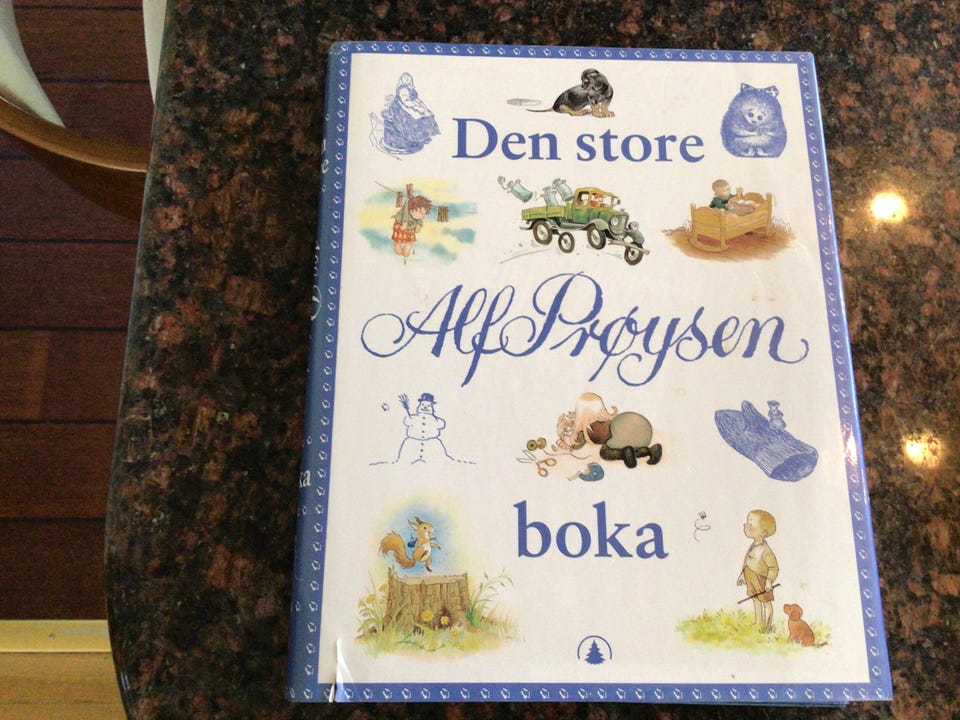 Den store
Alf Prøysen
boka